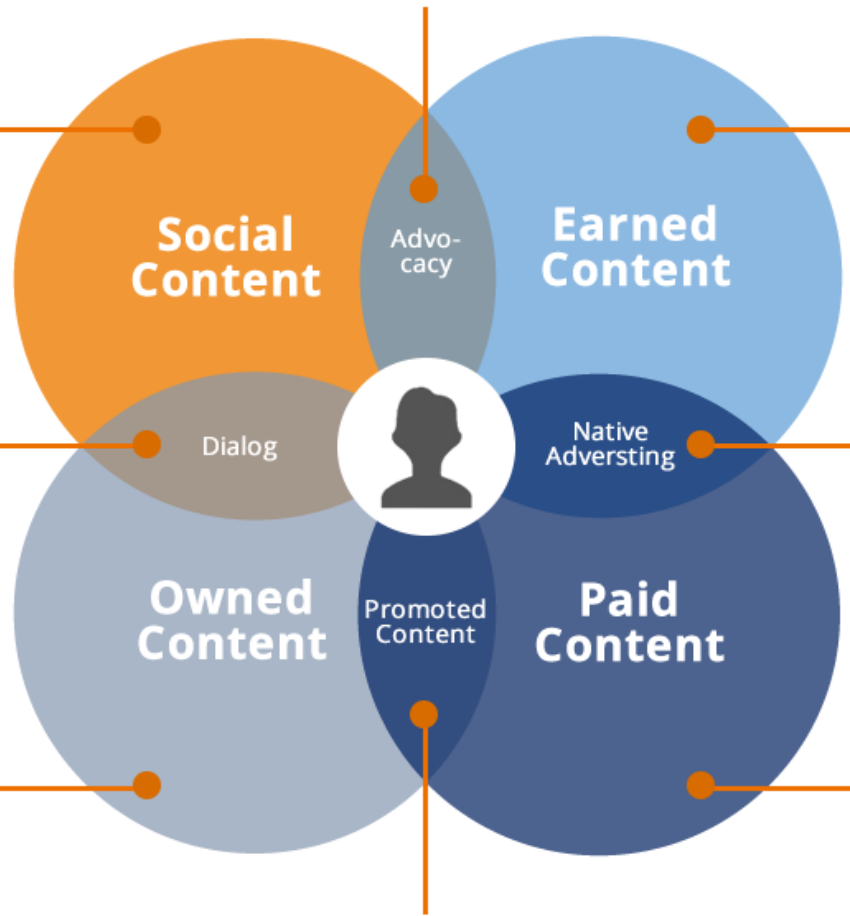 Social
Content
Advo-
cacy
Earned
Content
Dialog
Native
Adversting
Owned
Content
Promoted
Content
Paid
Content